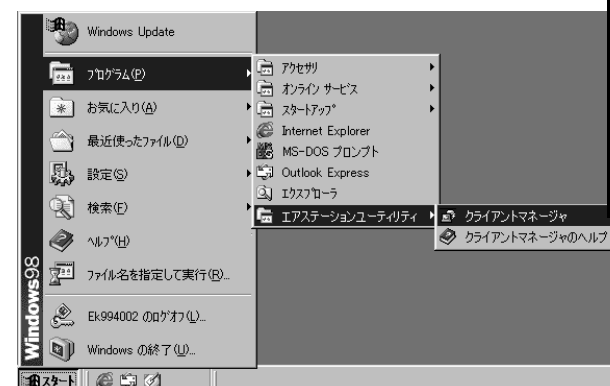 Windows Update
プログラム(P)
お気に入り(A)
最近使ったファイル(D)
設定(S)
検索(F)
ヘルプ(H)
ファイル名を指定して実行(R)...
Ek994002 のログオフ(L)...
Windows の終了(U)...
Windows98
スタート
アクセサリ
オンライン サービス
スタートアップ
Internet Explorer
MS-DOS プロンプト
Outlook Express
エクスプローラ
エアステーションユーティリティ
クライアントマネージャ
クライアントマネージャのヘルプ